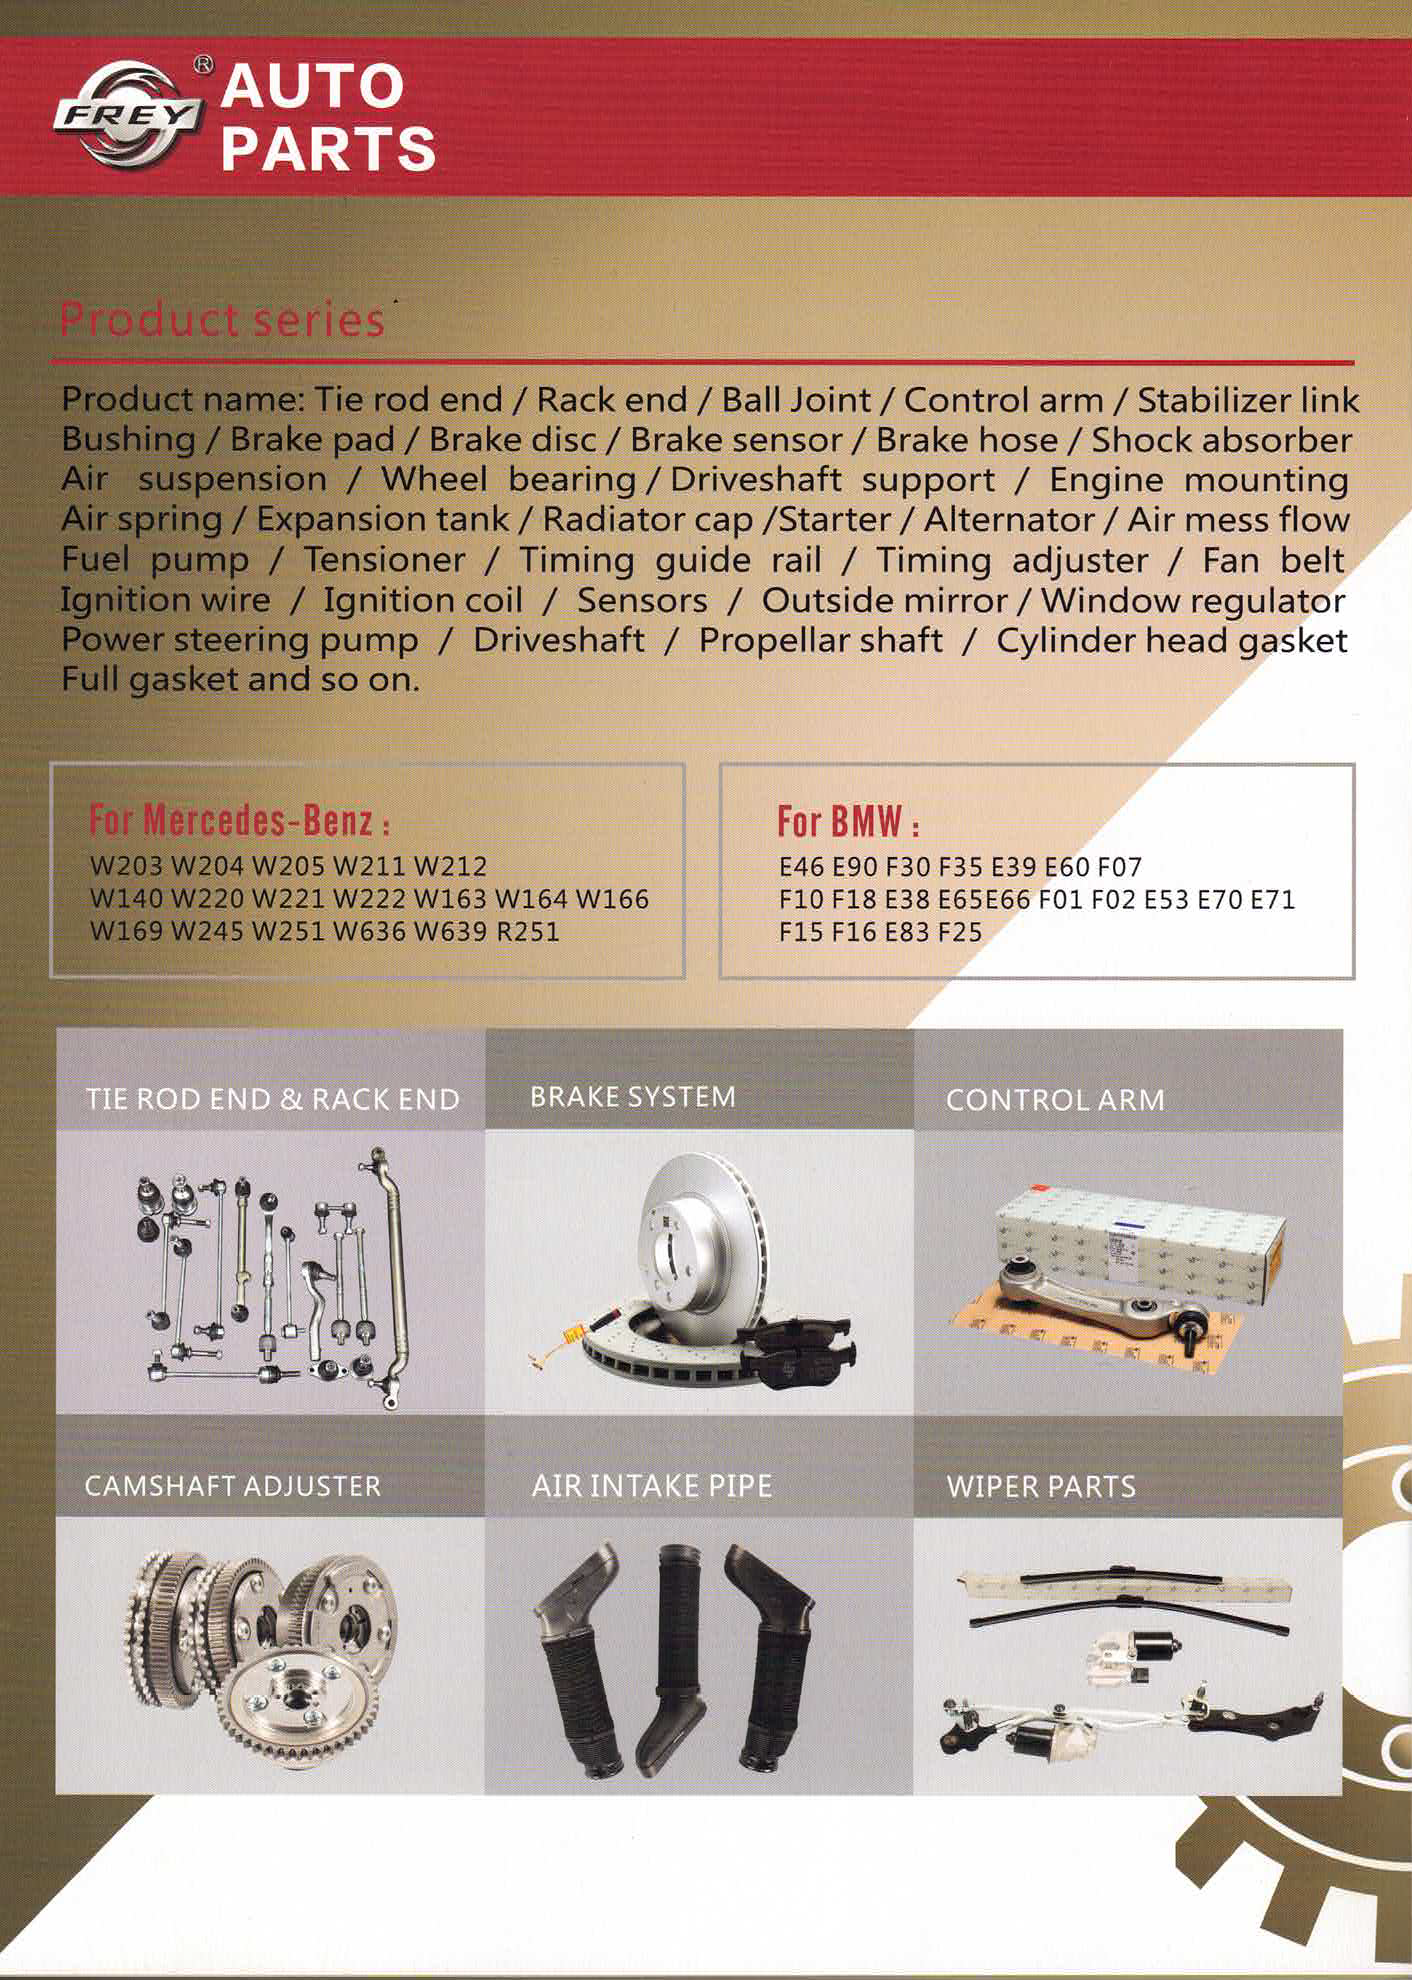 FREY
®
AUTO
PARTS
Product series
Product name: Tie rod end / Rack end / Ball Joint / Control arm / Stabilizer link
Bushing / Brake pad / Brake disc / Brake sensor / Brake hose / Shock absorber
Air suspension / Wheel bearing / Driveshaft support / Engine mounting
Air spring / Expansion tank / Radiator cap /Starter / Alternator / Air mess flow
Fuel pump / Tensioner / Timing guide rail / Timing adjuster / Fan belt
Ignition wire / Ignition coil / Sensors / Outside mirror / Window regulator
Power steering pump / Driveshaft / Propellar shaft / Cylinder head gasket
Full gasket and so on.
For Mercedes-Benz :
W203 W204 W205 W211 W212
W140 W220 W221 W222 W163 W164 W166
W169 W245 W251 W636 W639 R251
For BMW :
E46 E90 F30 F35 E39 E60 F07
F10 F18 E38 E65E66 F01 F02 E53 E70 E71
F15 F16 E83 F25
TIE ROD END & RACK END
BRAKE SYSTEM
CONTROL ARM
CAMSHAFT ADJUSTER
AIR INTAKE PIPE
WIPER PARTS